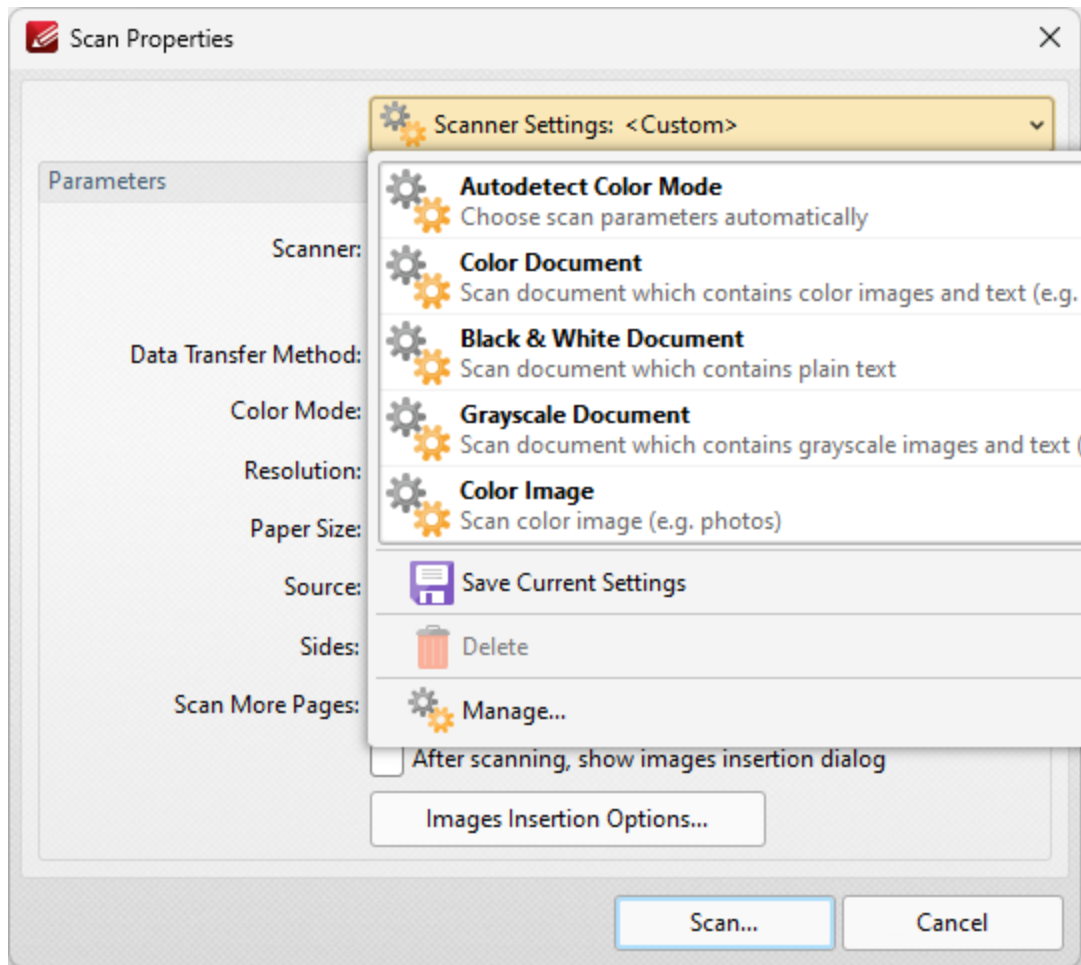 Scan Properties
Scanner Settings: <Custom>
Parameters
Autodetect Color Mode
Choose scan parameters automatically
Scanner:
Color Document
Scan document which contains color images and text (e.g.
Black & White Document
Data Transfer Method:
Scan document which contains plain text
Color Mode:
Grayscale Document
Scan document which contains grayscale images and text (
Resolution:
Color Image
Scan color image (e.g. photos)
Paper Size:
Source:
Save Current Settings
Sides:
Delete
Scan More Pages:
Manage...
After scanning, show images insertion dialog
Images Insertion Options...
Scan...
Cancel